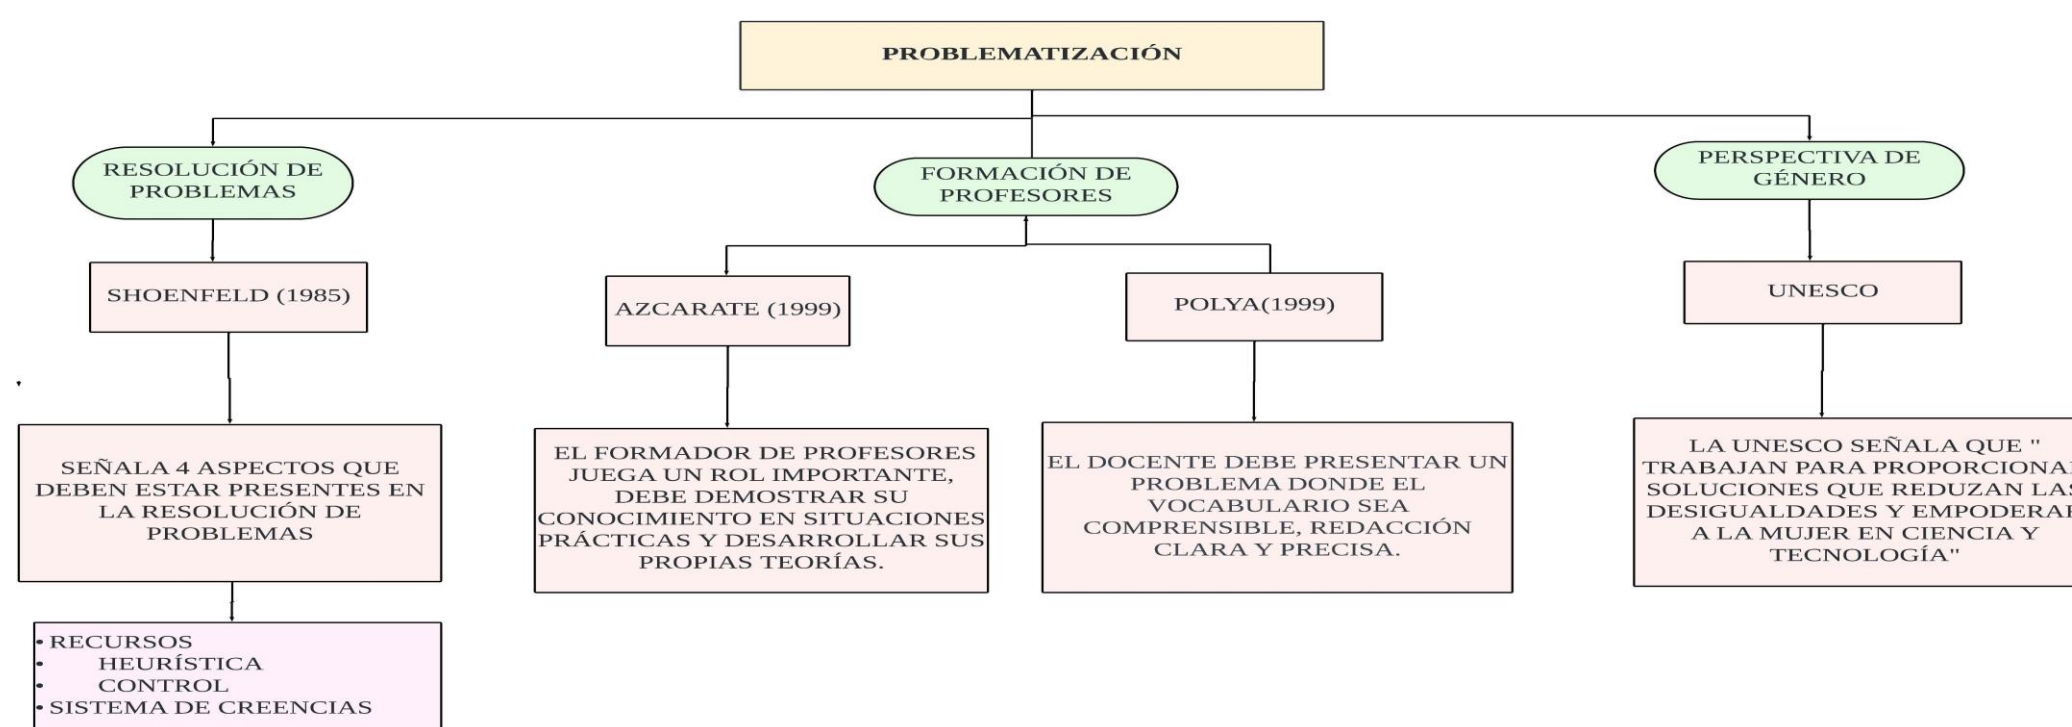 PROBLEMATIZACIÓN
RESOLUCIÓN DE
PROBLEMAS
FORMACIÓN DE
PROFESORES
PERSPECTIVA DE
GÉNERO
SHOENFELD (1985)
AZCARATE (1999)
POLYA(1999)
UNESCO
SEÑALA 4 ASPECTOS QUE
DEBEN ESTAR PRESENTES EN
LA RESOLUCIÓN DE
PROBLEMAS
EL FORMADOR DE PROFESORES
JUEGA UN ROL IMPORTANTE,
DEBE DEMOSTRAR SU
CONOCIMIENTO EN SITUACIONES
PRÁCTICAS Y DESARROLLAR SUS
PROPIAS TEORÍAS.
EL DOCENTE DEBE PRESENTAR UN
PROBLEMA DONDE EL
VOCABULARIO SEA
COMPRENSIBLE, REDACCIÓN
CLARA Y PRECISA.
LA UNESCO SEÑALA QUE "
TRABAJAN PARA PROPORCIONAR
SOLUCIONES QUE REDUZAN LAS
DESIGUALDADES Y EMPODERAR
A LA MUJER EN CIENCIA Y
TECNOLOGÍA"
• RECURSOS
• HEURÍSTICA
• CONTROL
• SISTEMA DE CREENCIAS